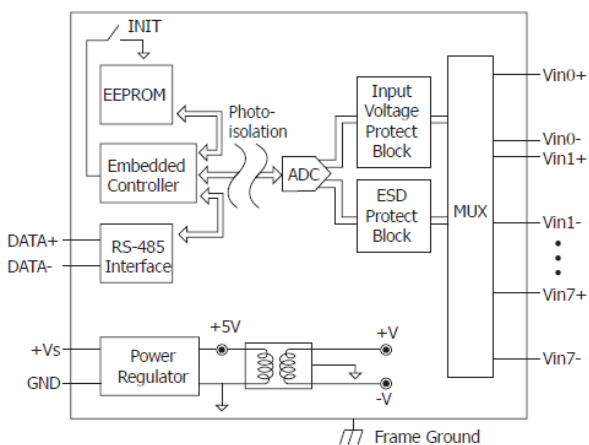 INIT
EEPROM
Photo-
isolation
Embedded
Controller
ADC
Input
Voltage
Protect
Block
ESD
Protect
Block
MUX
Vin0+
Vin0-
Vin1+
Vin1-
Vin7+
Vin7-
DATA+
DATA-
RS-485
Interface
+Vs
GND
Power
Regulator
+5V
+V
-V
Frame Ground